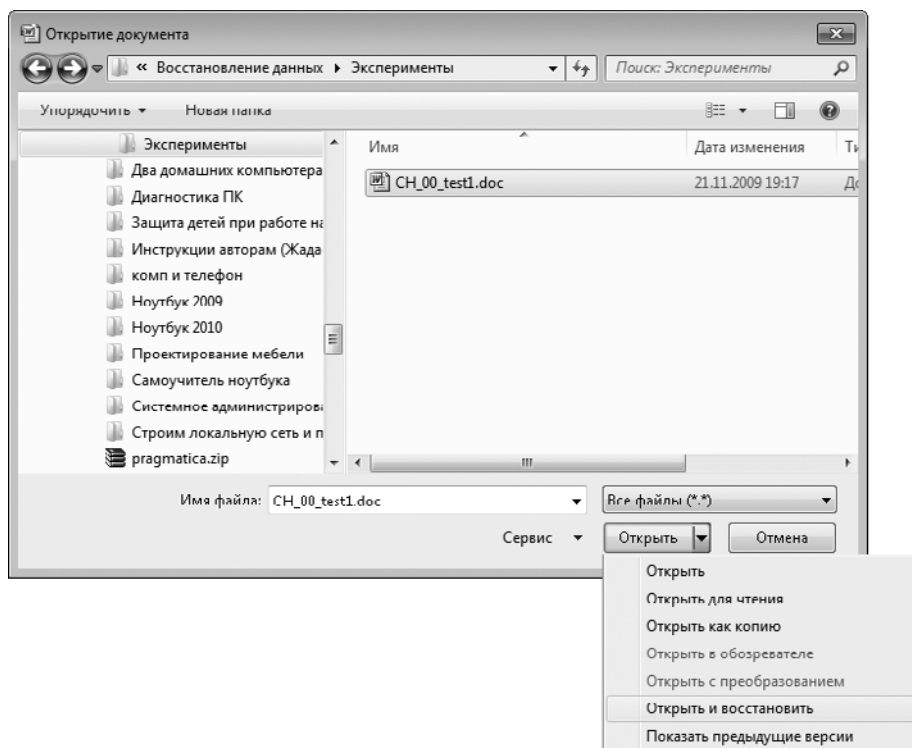 Открытие документа
« Восстановление данных Эксперименты Поиск: Эксперименты
Упорядочить Новая папка
Эксперименты
Два домашних компьютера
Диагностика ПК
Защита детей при работе на
Инструкции авторам (Жада
комп и телефон
Ноутбук 2009
Ноутбук 2010
Проектирование мебели
Самоучитель ноутбука
Системное администрирова
Строим локальную сеть и п
pragmatica.zip
Имя Дата изменения Ти
CH_00_test1.doc 21.11.2009 19:17 До
Имя файла: CH_00_test1.doc Все файлы (*.*)
Сервис Открыть Отмена
Открыть
Открыть для чтения
Открыть как копию
Открыть в обозревателе
Открыть с преобразованием
Открыть и восстановить
Показать предыдущие версии